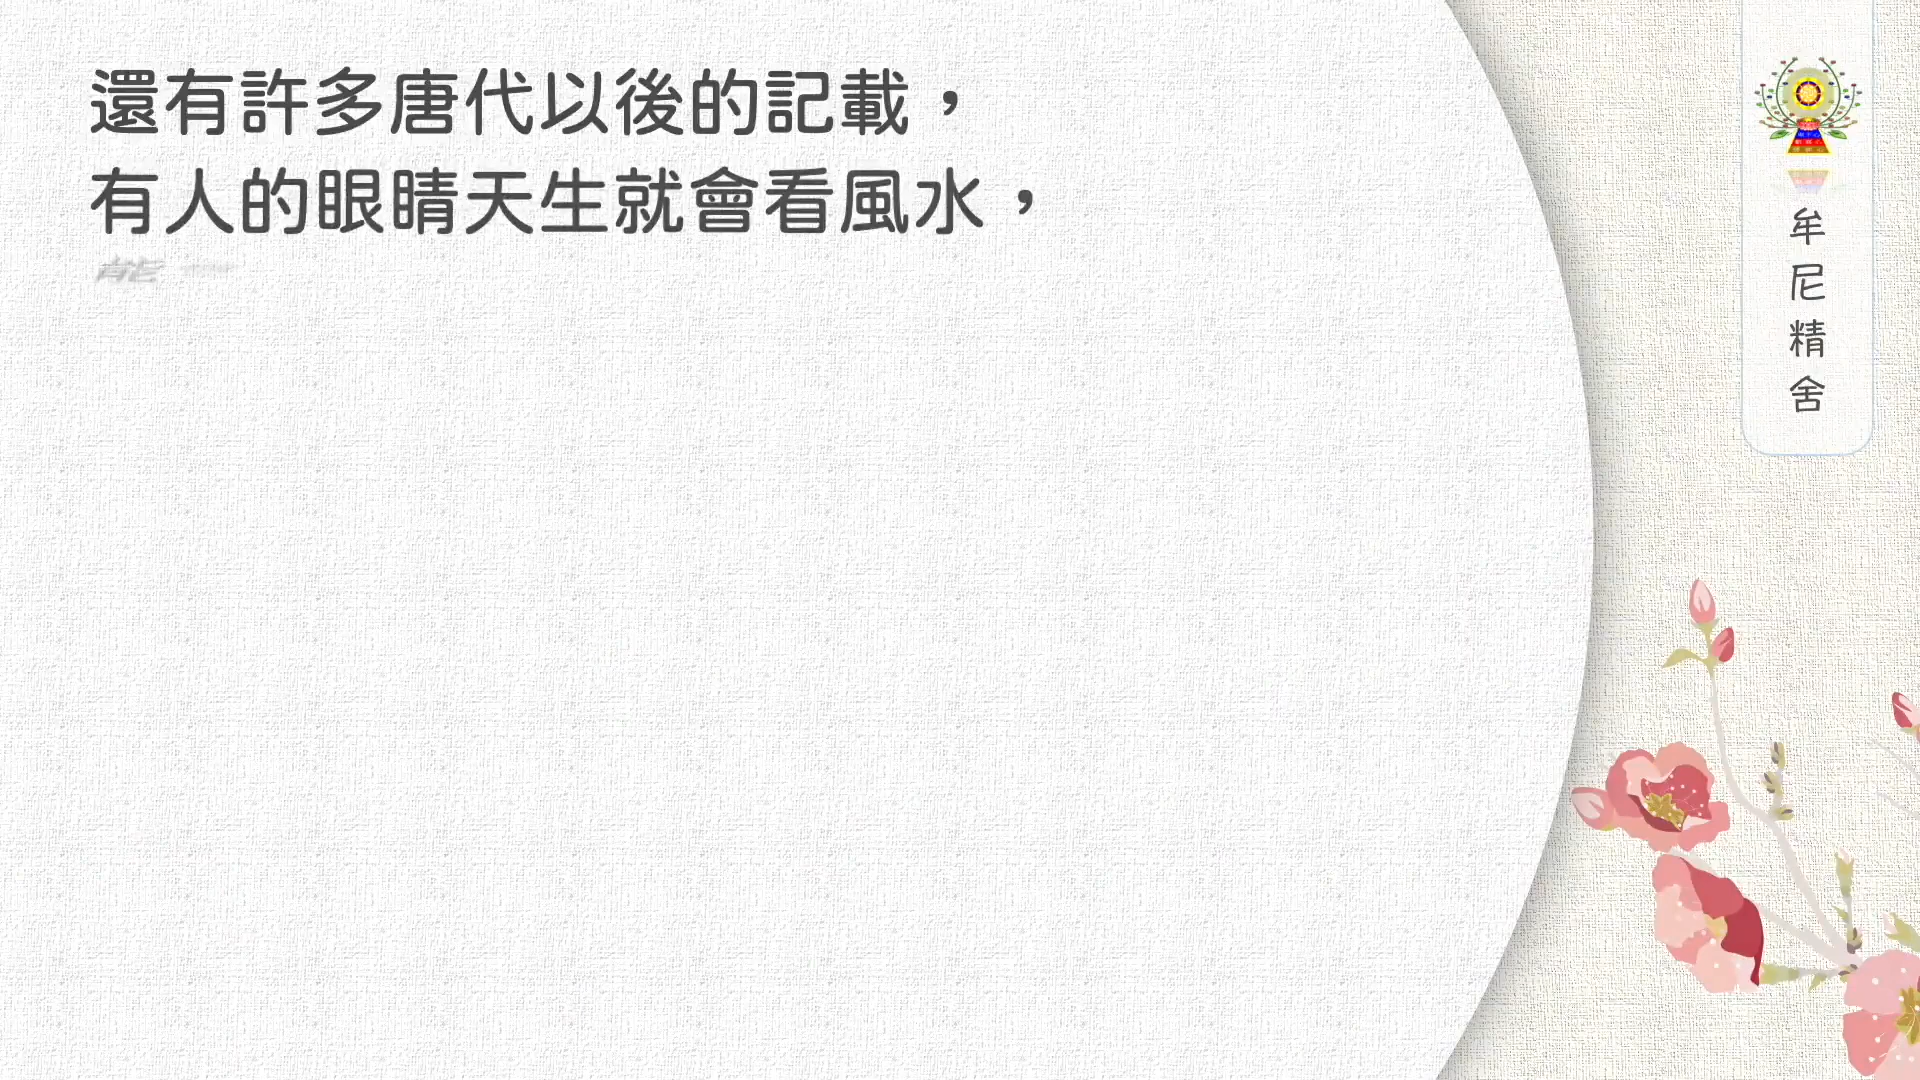 還有許多唐代以後的記載，
有人的眼睛天生就會看風水，
牟尼精舍